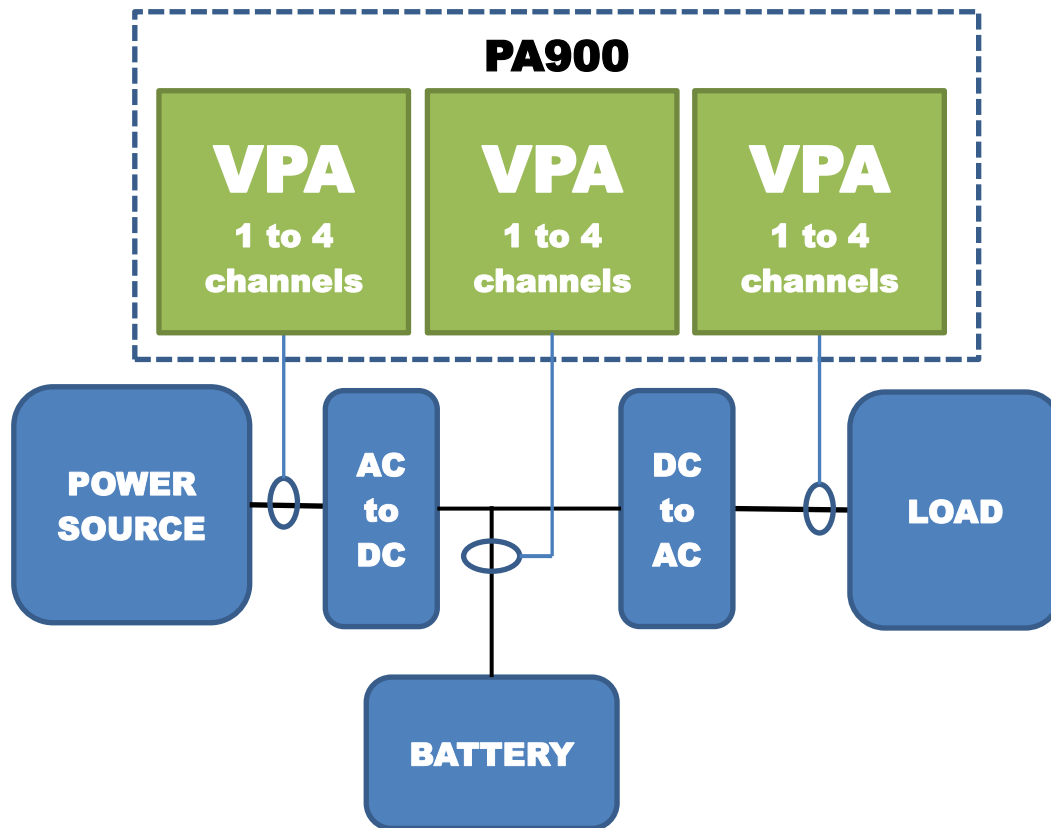 PA900
VPA
1 to 4
channels
VPA
1 to 4
channels
VPA
1 to 4
channels
POWER
SOURCE
AC
to
DC
DC
to
AC
LOAD
BATTERY